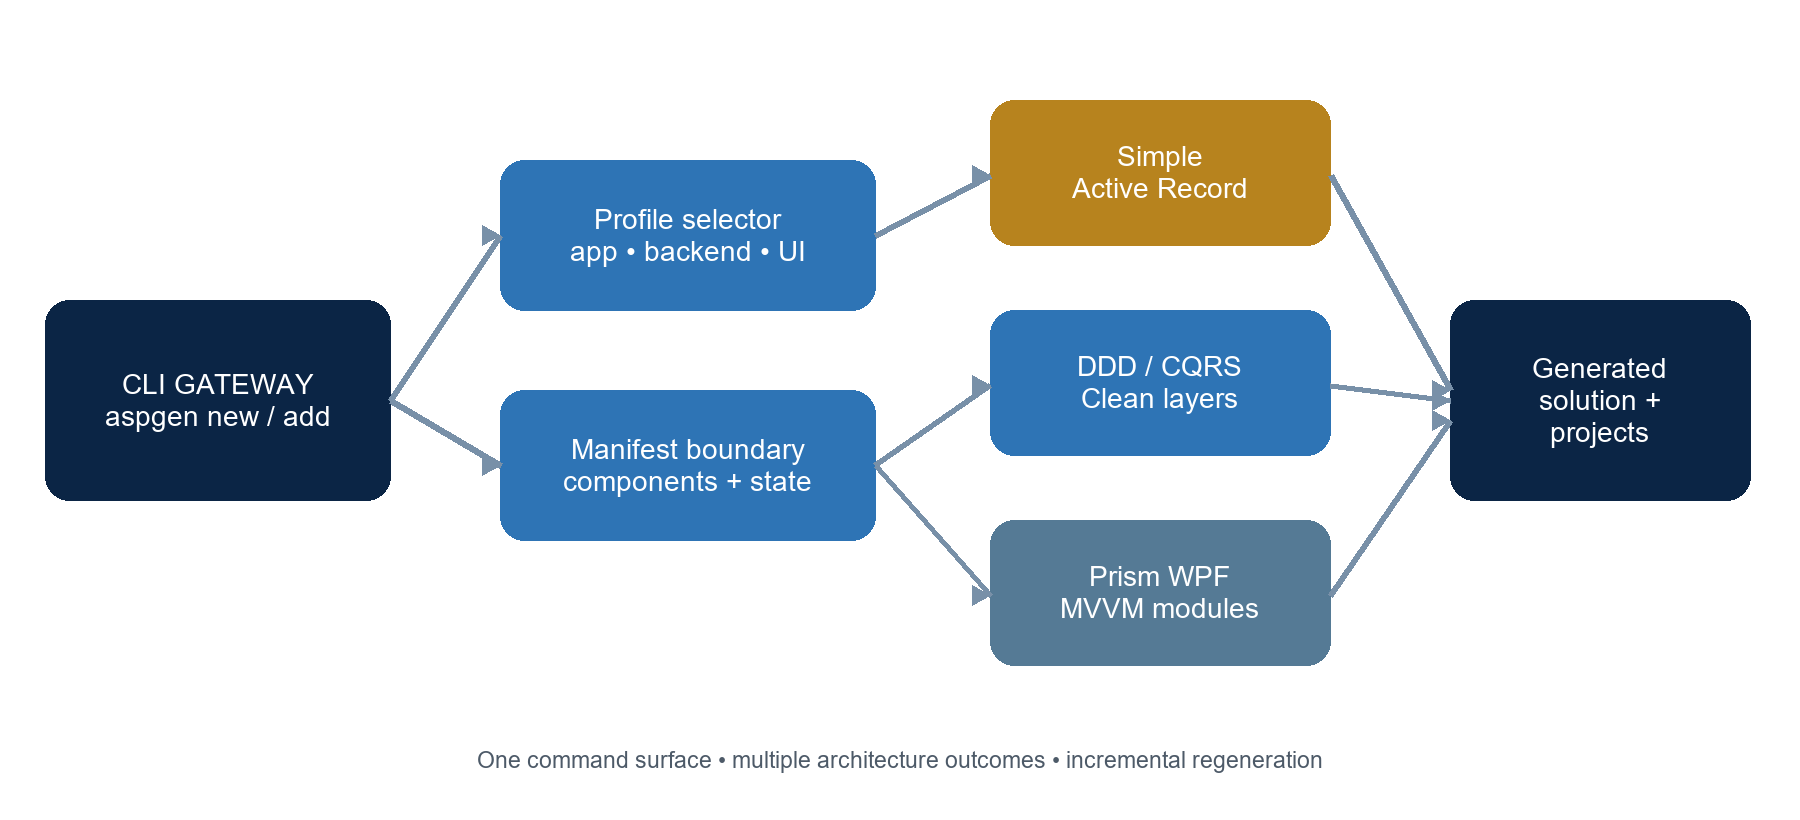 CLI GATEWAY
aspgen new / add
Profile selector
app • backend • UI
Manifest boundary
components + state
Simple
Active Record
DDD / CQRS
Clean layers
Prism WPF
MVVM modules
Generated
solution +
projects
One command surface • multiple architecture outcomes • incremental regeneration